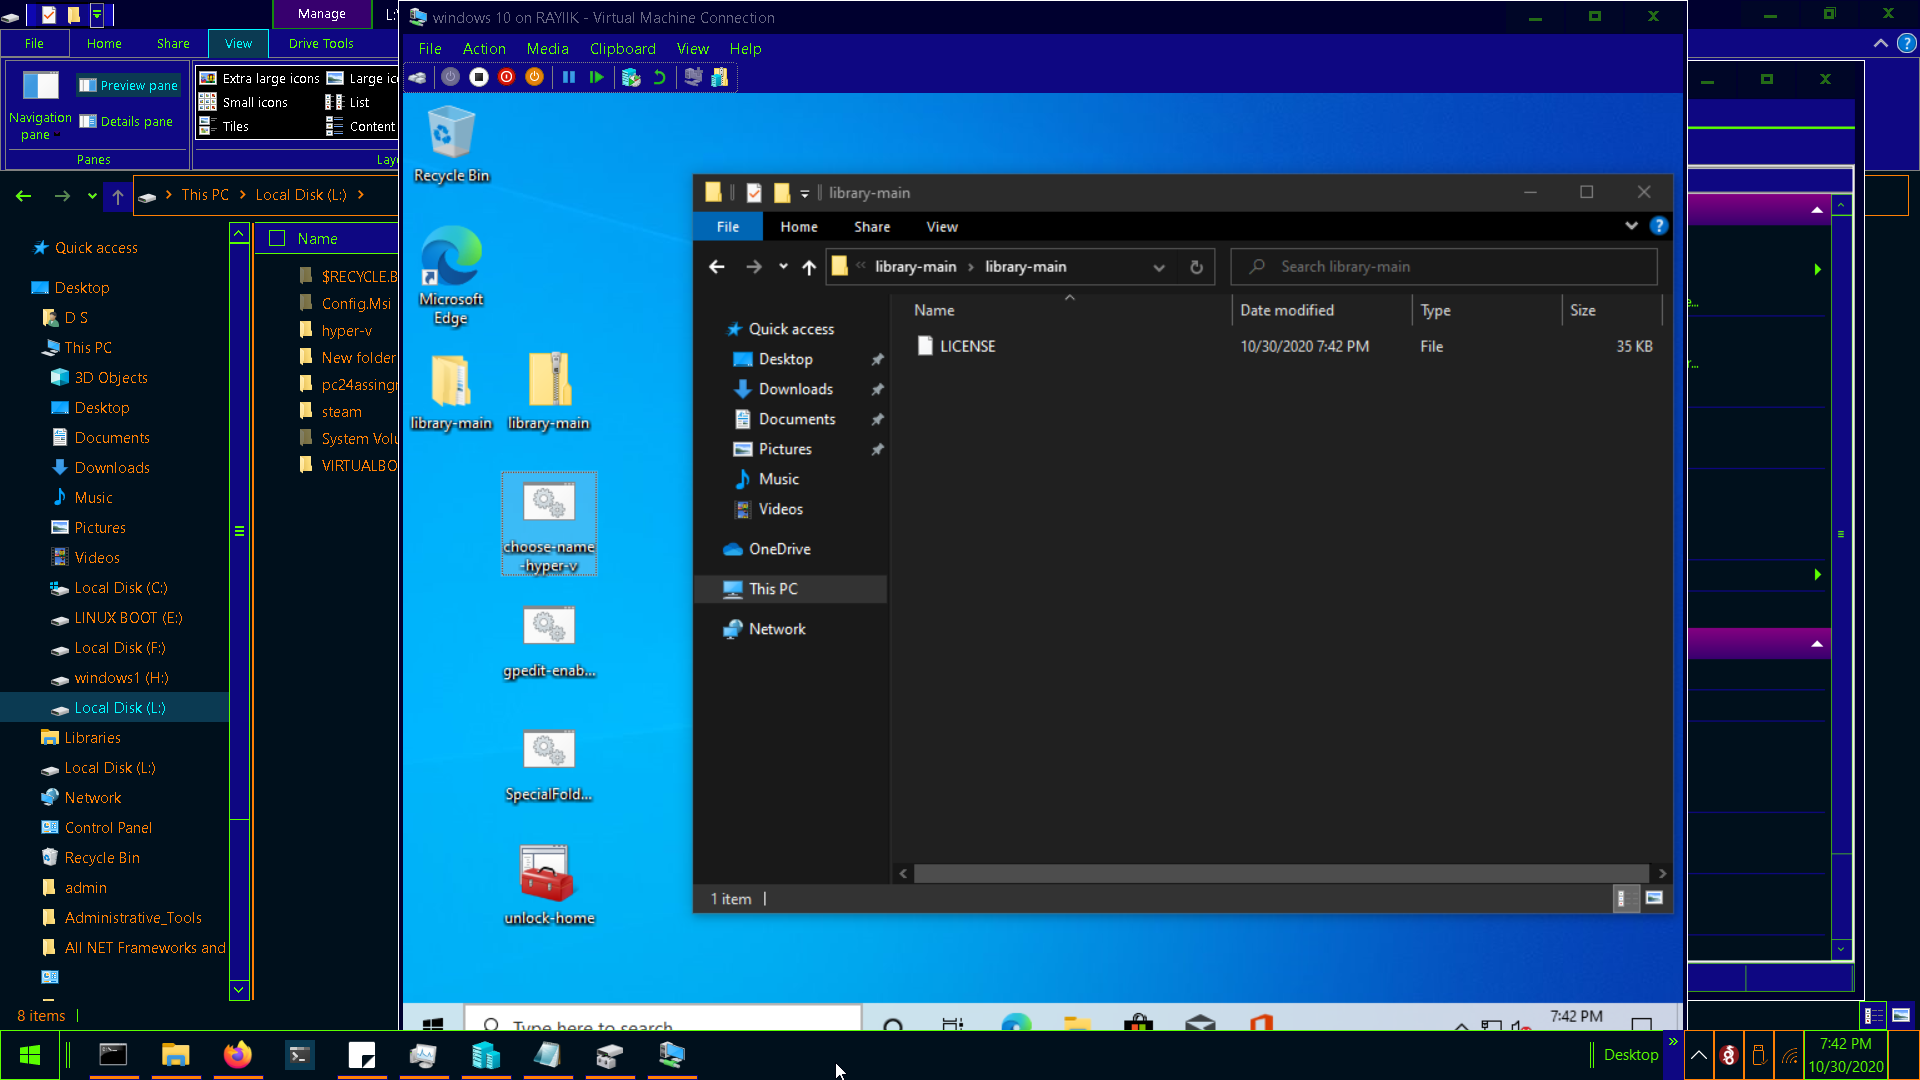 Manage
L:\
File
Home
Share
View
Drive Tools
Navigation pane
Preview pane
Details pane
Panes
Extra large icons
Large ic
Small icons
List
Tiles
Content
Lay
This PC
Local Disk (L:)
Quick access
Desktop
D S
This PC
3D Objects
Desktop
Documents
Downloads
Music
Pictures
Videos
Local Disk (C:)
LINUX BOOT (E:)
Local Disk (F:)
windows1 (H:)
Local Disk (L:)
Libraries
Local Disk (L:)
Network
Control Panel
Recycle Bin
admin
Administrative_Tools
All NET Frameworks and
8 items
Name
$RECYCLE.B
Config.Msi
hyper-v
New folder
pc24assingn
steam
System Volu
VIRTUALBO
windows 10 on RAYIIK - Virtual Machine Connection
File
Action
Media
Clipboard
View
Help
Recycle Bin
Microsoft
Edge
library-main
library-main
choose-name
-hyper-v
gpedit-enab...
SpecialFold...
unlock-home
library-main
File
Home
Share
View
library-main
library-main
Search library-main
Name
Date modified
Type
Size
LICENSE
10/30/2020 7:42 PM
File
35 KB
Quick access
Desktop
Downloads
Documents
Pictures
Music
Videos
OneDrive
This PC
Network
1 item
Type here to search
7:42 PM
Desktop
7:42 PM
10/30/2020